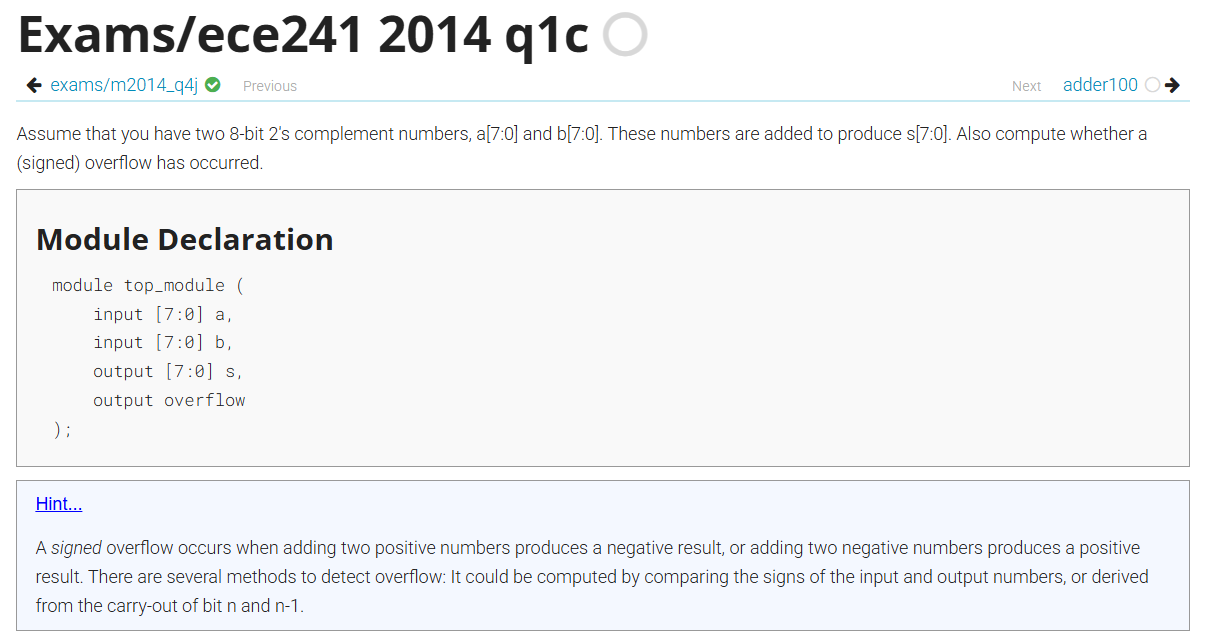 Exams/ece241 2014 q1c
exams/m2014_q4j Previous Next adder100
Assume that you have two 8-bit 2's complement numbers, a[7:0] and b[7:0]. These numbers are added to produce s[7:0]. Also compute whether a
(signed) overflow has occurred.
Module Declaration
module top_module (
    input [7:0] a,
    input [7:0] b,
    output [7:0] s,
    output overflow
);
Hint...
A signed overflow occurs when adding two positive numbers produces a negative result, or adding two negative numbers produces a positive
result. There are several methods to detect overflow: It could be computed by comparing the signs of the input and output numbers, or derived
from the carry-out of bit n and n-1.